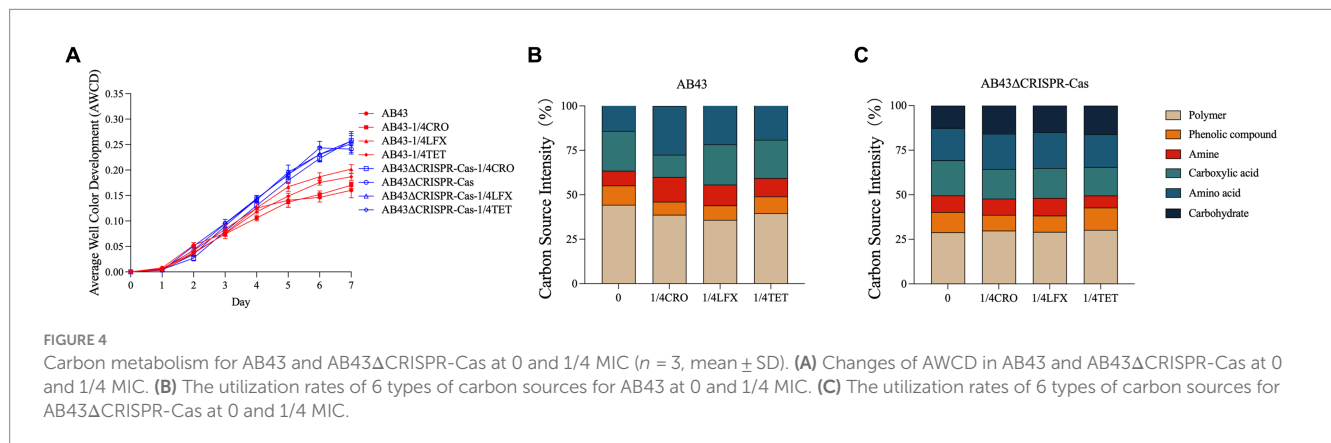 A
Average Well Color Development (AWCD)
0.35
0.30
0.25
0.20
0.15
0.10
0.05
0.00
0 1 2 3 4 5 6 7
Day
AB43
AB43-1/4CRO
AB43-1/4LFX
AB43-1/4TET
AB43ΔCRISPR-Cas-1/4CRO
AB43ΔCRISPR-Cas
AB43ΔCRISPR-Cas-1/4LFX
AB43ΔCRISPR-Cas-1/4TET
B
AB43
Carbon Source Intensity (%)
100
75
50
25
0
0 1/4CRO 1/4LFX 1/4TET
C
AB43ΔCRISPR-Cas
Carbon Source Intensity (%)
100
75
50
25
0
0 1/4CRO 1/4LFX 1/4TET
Polymer
Phenolic compound
Amine
Carboxylic acid
Amino acid
Carbohydrate
FIGURE 4
Carbon metabolism for AB43 and AB43ΔCRISPR-Cas at 0 and 1/4 MIC (n = 3, mean ± SD). (A) Changes of AWCD in AB43 and AB43ΔCRISPR-Cas at 0
and 1/4 MIC. (B) The utilization rates of 6 types of carbon sources for AB43 at 0 and 1/4 MIC. (C) The utilization rates of 6 types of carbon sources for
AB43ΔCRISPR-Cas at 0 and 1/4 MIC.